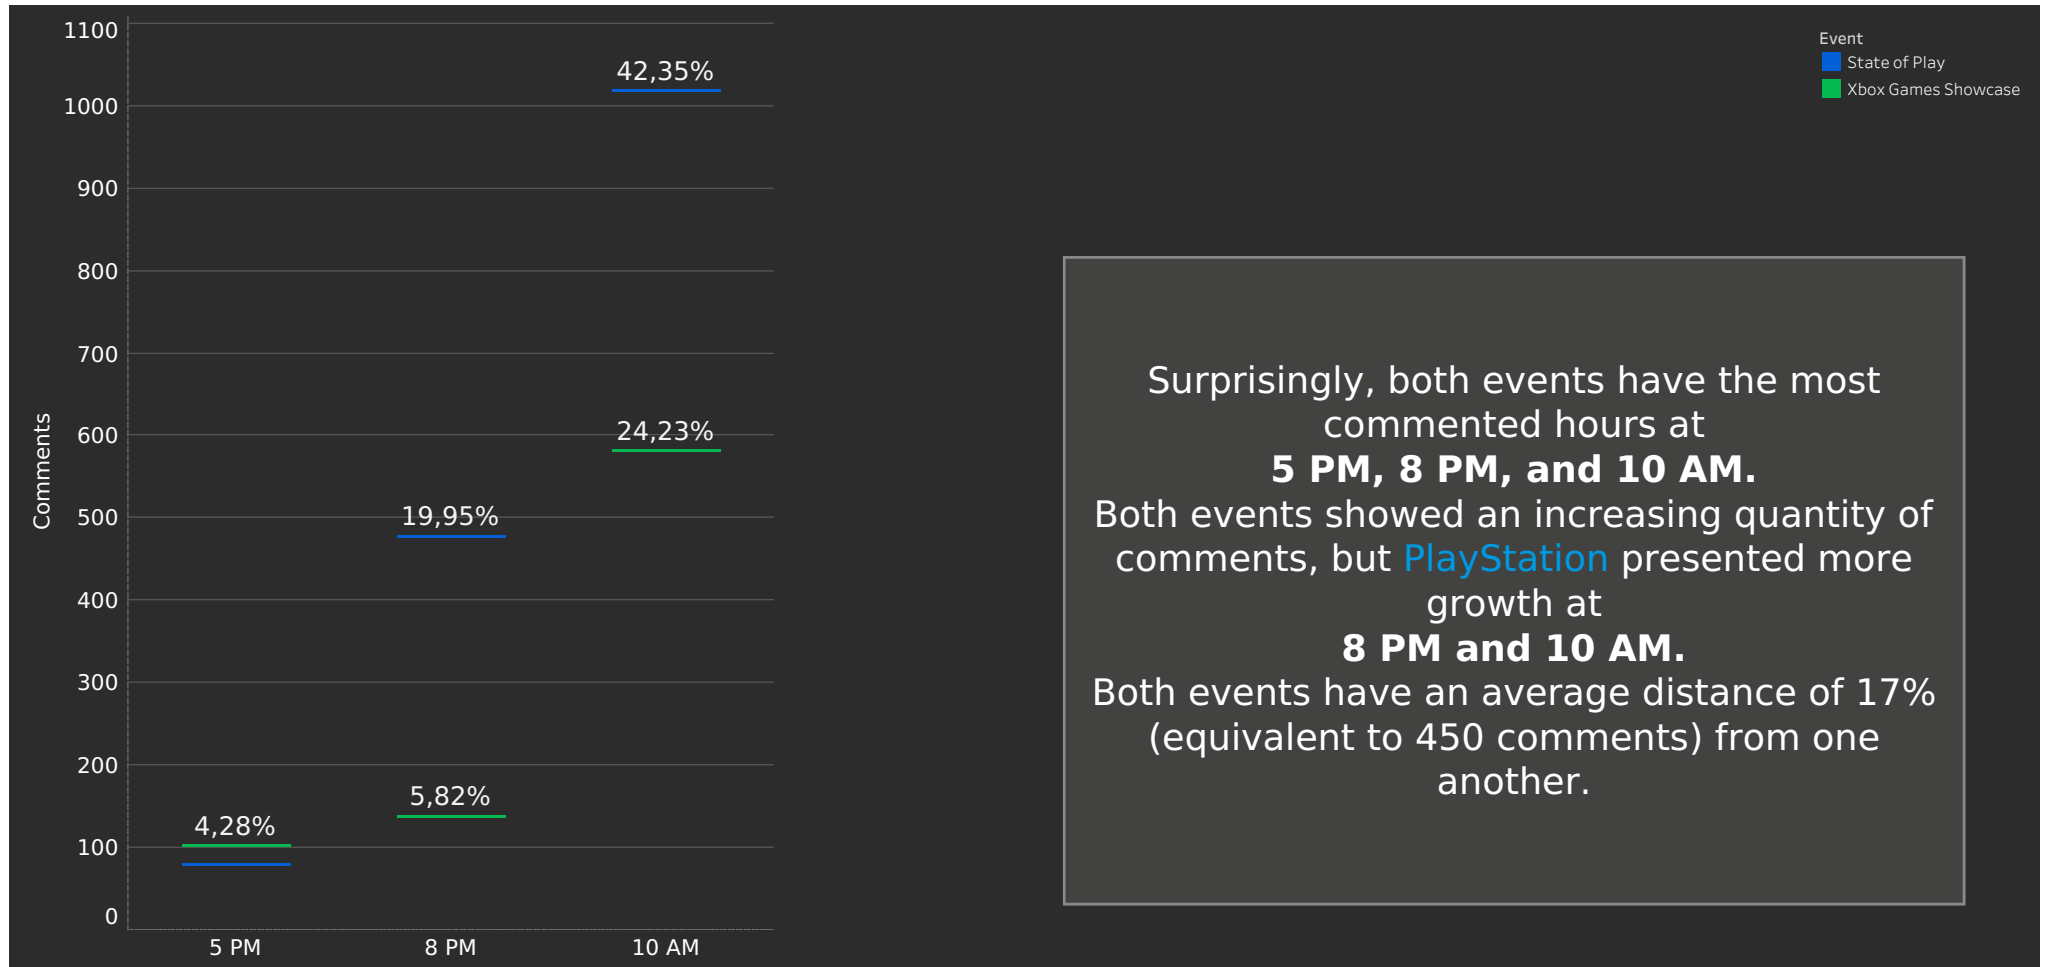 1100
1000
900
800
700
600
500
400
300
200
100
0
Comments
42,35%
24,23%
19,95%
5,82%
4,28%
5 PM
8 PM
10 AM
Event
State of Play
Xbox Games Showcase
Surprisingly, both events have the most
commented hours at
5 PM, 8 PM, and 10 AM.
Both events showed an increasing quantity of
comments, but PlayStation presented more
growth at
8 PM and 10 AM.
Both events have an average distance of 17%
(equivalent to 450 comments) from one
another.